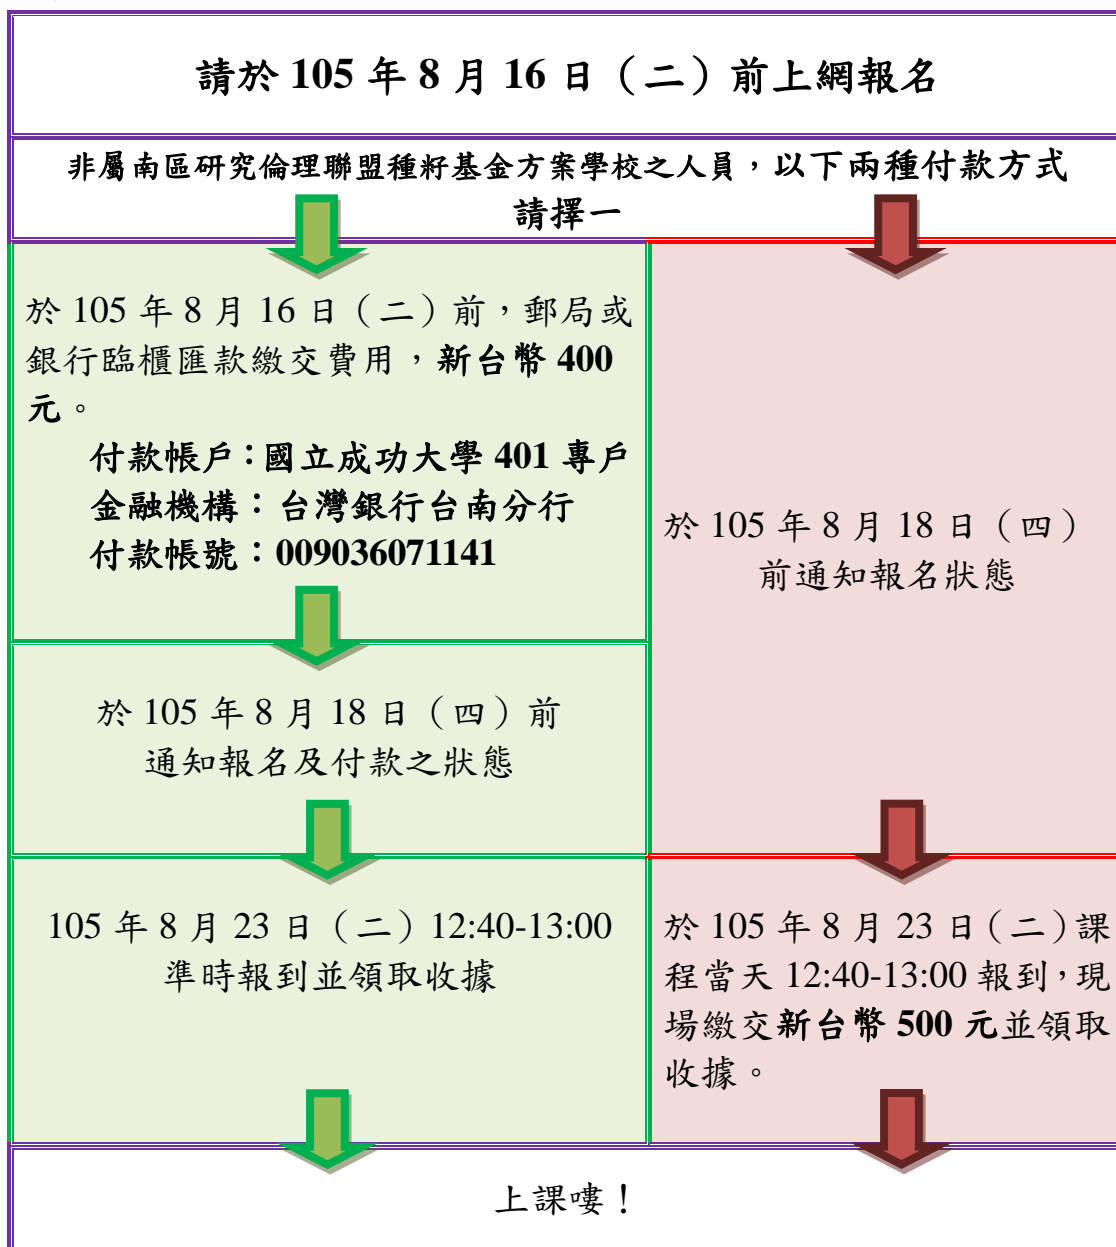 請於 105 年 8 月 16 日（二）前上網報名
非屬南區研究倫理聯盟種籽基金方案學校之人員，以下兩種付款方式
請擇一
於 105 年 8 月 16 日（二）前，郵局或
銀行臨櫃匯款繳交費用，新台幣 400
元。
付款帳戶：國立成功大學 401 專戶
金融機構：台灣銀行台南分行
付款帳號：009036071141
於 105 年 8 月 18 日（四）前
通知報名及付款之狀態
105 年 8 月 23 日（二）12:40-13:00
準時報到並領取收據
於 105 年 8 月 18 日（四）
前通知報名狀態
於 105 年 8 月 23 日（二）課
程當天 12:40-13:00 報到，現
場繳交新台幣 500 元並領取
收據。
上課嘍！